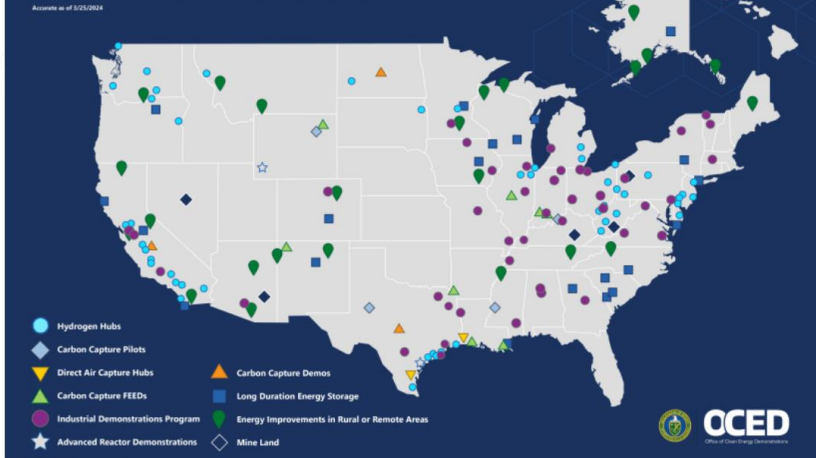 Accurate as of 3/25/2024
Hydrogen Hubs
Carbon Capture Pilots
Direct Air Capture Hubs
Carbon Capture Demos
Carbon Capture FEEDs
Long Duration Energy Storage
Industrial Demonstrations Program
Energy Improvements in Rural or Remote Areas
Advanced Reactor Demonstrations
Mine Land
OCED
Office of Clean Energy Demonstrations